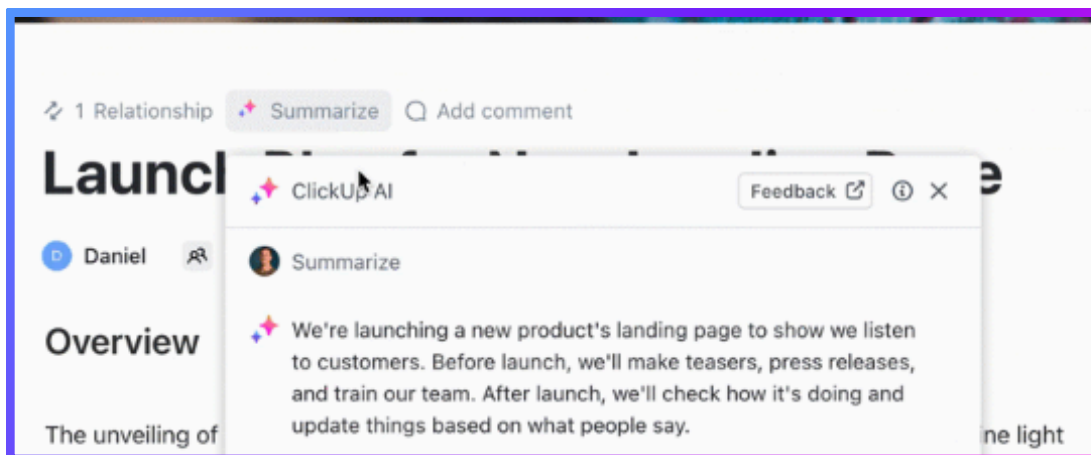 1 Relationship Summarize Add comment
Launch
e
ClickUp AI Feedback
D Daniel
Summarize
Overview
We're launching a new product's landing page to show we listen
to customers. Before launch, we'll make teasers, press releases,
and train our team. After launch, we'll check how it's doing and
update things based on what people say.
The unveiling of
ne light